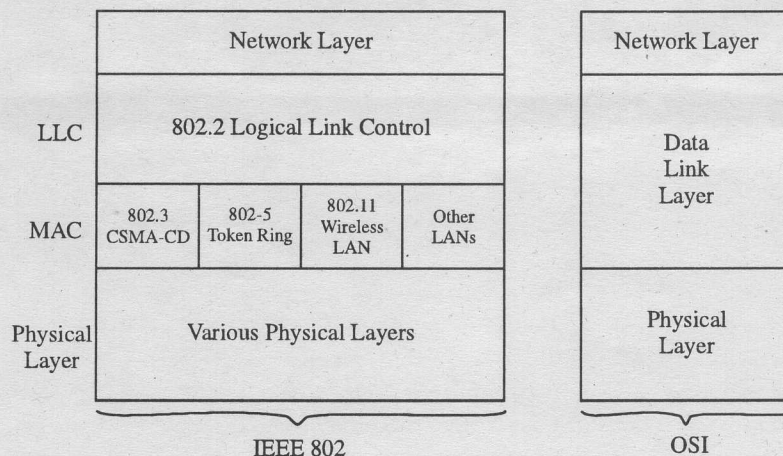 Network Layer
Network Layer
LLC
802.2 Logical Link Control
Data
Link
Layer
MAC
802.3
CSMA-CD
802-5
Token Ring
802.11
Wireless
LAN
Other
LANs
Physical
Layer
Various Physical Layers
Physical
Layer
IEEE 802
OSI